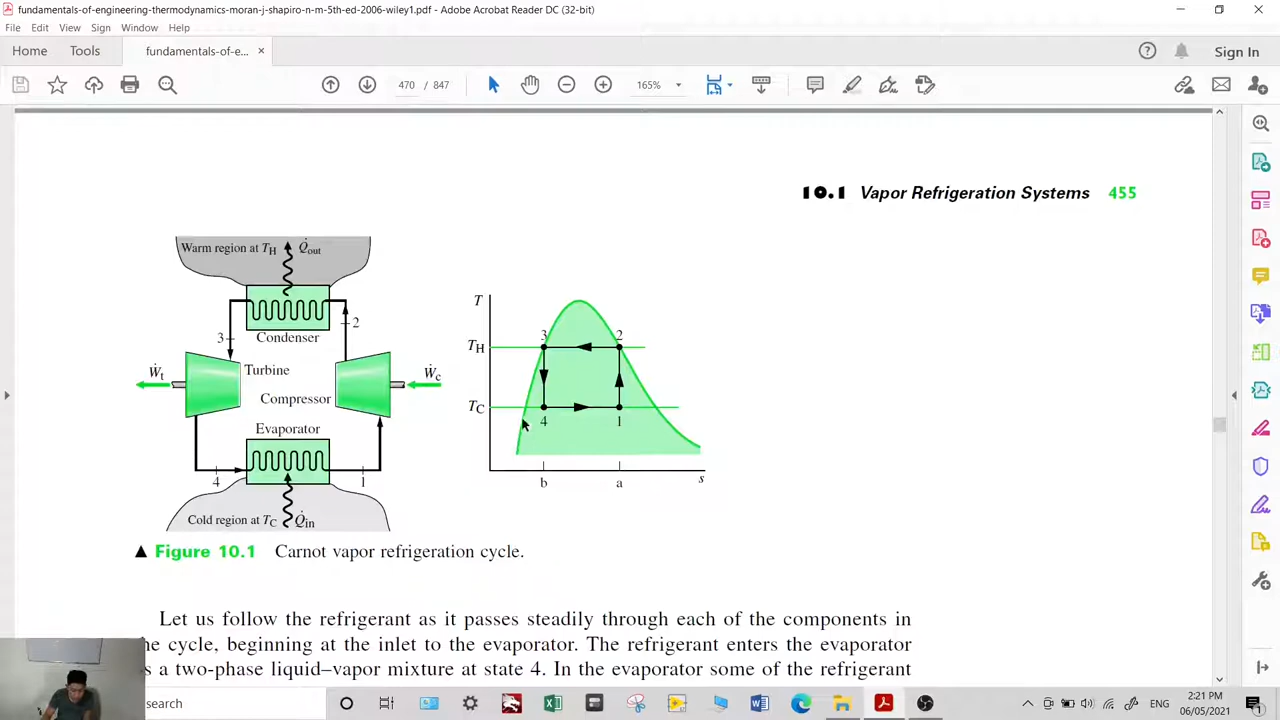 fundamentals-of-engineering-thermodynamics-moran-j-shapiro-n-m-5th-ed-2006-wiley1.pdf - Adobe Acrobat Reader DC (32-bit)
File Edit View Sign Window Help
Home Tools fundamentals-of-e... × Sign In
470 / 847 165%
10.1 Vapor Refrigeration Systems 455
Warm region at TH Q̇out
Condenser
3 2
Ẇt Turbine Ẇc
Compressor
Evaporator
4 1
Cold region at TC Q̇in
T
3 2
TH
TC
4 1
b a s
▲ Figure 10.1 Carnot vapor refrigeration cycle.
Let us follow the refrigerant as it passes steadily through each of the components in
he cycle, beginning at the inlet to the evaporator. The refrigerant enters the evaporator
s a two-phase liquid–vapor mixture at state 4. In the evaporator some of the refrigerant
search
ENG
2:21 PM
06/05/2021